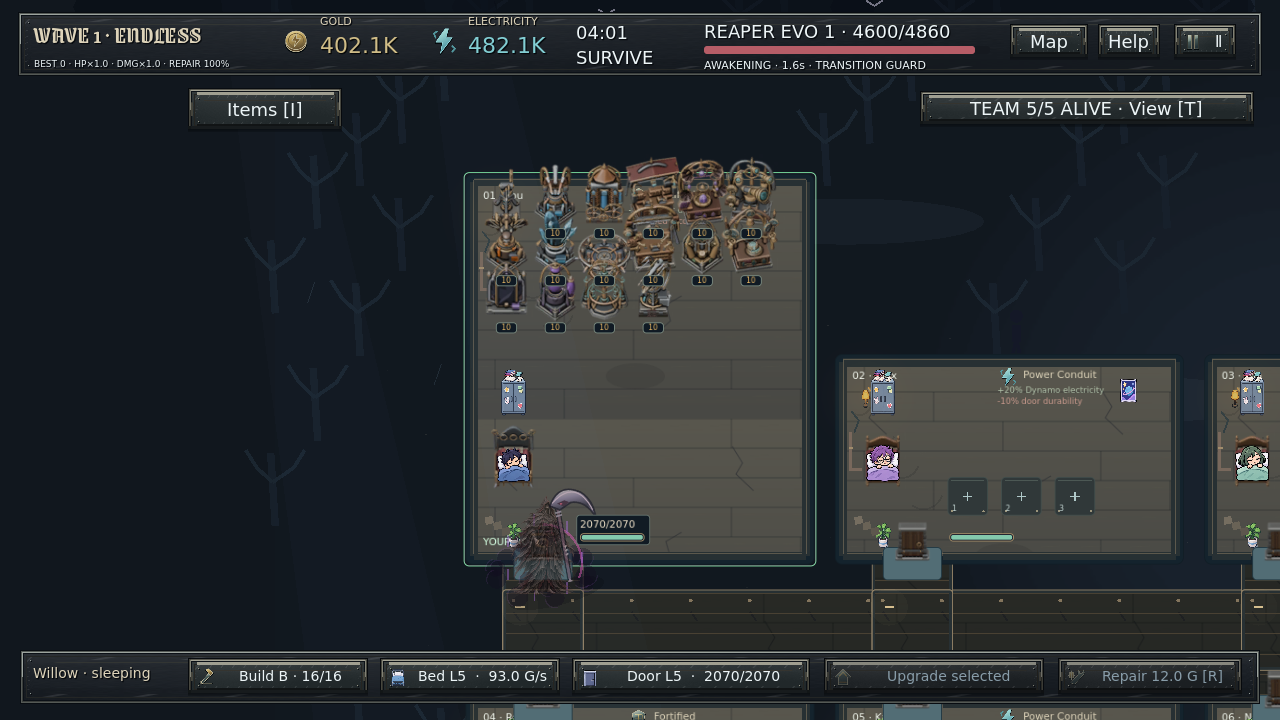 WAVE 1 · ENDLESS
BEST 0 · HP×1.0 · DMG×1.0 · REPAIR 100%
GOLD
402.1K
ELECTRICITY
482.1K
04:01
SURVIVE
REAPER EVO 1 · 4600/4860
AWAKENING · 1.6s · TRANSITION GUARD
Map
Help
II
Items [I]
TEAM 5/5 ALIVE · View [T]
01
10 10 10 10 10
10 10 10 10 10 10
10 10 10 10
2070/2070
02 ·
Power Conduit
+20% Dynamo electricity
-10% door durability
+ + +
1 2 3
03 ·
Willow · sleeping
Build B · 16/16
Bed L5 · 93.0 G/s
Door L5 · 2070/2070
Upgrade selected
Repair 12.0 G [R]
04 · R
Fortified
05 · K
Power Conduit
06 ·